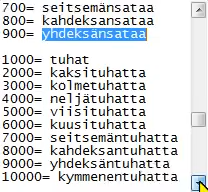 700= seitsemänsataa
800= kahdeksansataa
900= yhdeksänsataa
1000= tuhat
2000= kaksituhatta
3000= kolmetuhatta
4000= neljätuhatta
5000= viisituhatta
6000= kuusituhatta
7000= seitsemäntuhatta
8000= kahdeksantuhatta
9000= yhdeksäntuhatta
10000= kymmenentuhatta